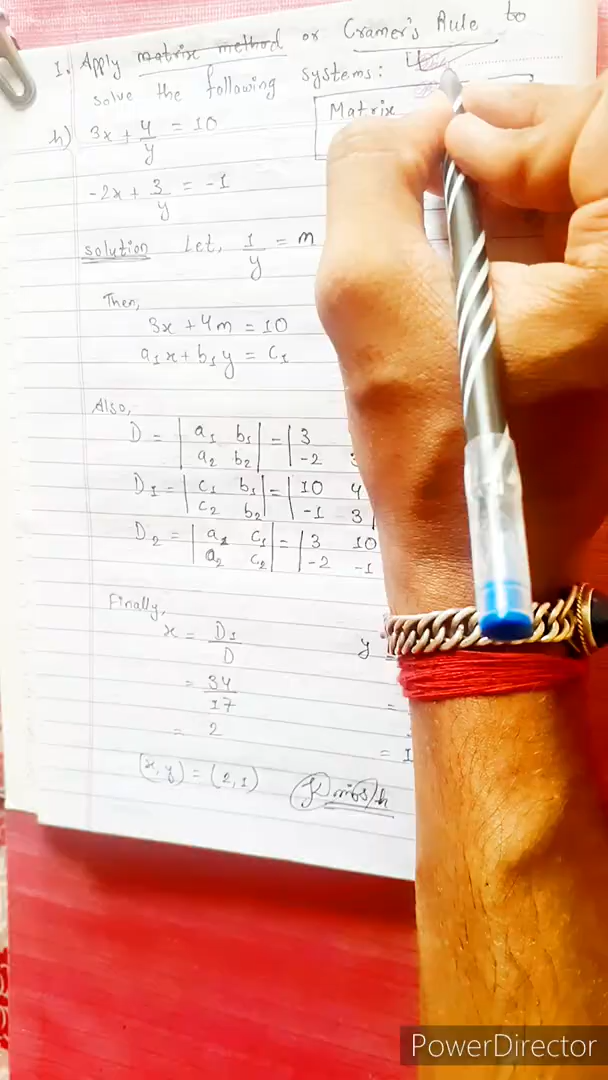 1. Apply matrix method or Cramer's Rule to
solve the following systems:
Matrix
h) 3x + 4/y = 10
-2x + 3/y = -1
solution Let, 1/y = m
Then,
3x + 4m = 10
a1x + b1y = c1
Also,
D = | a1 b1 | = | 3
| a2 b2 | | -2 3
D1 = | c1 b1 | = | 10 4
| c2 b2 | | -1 3 |
D2 = | a1 c1 | = | 3 10
| a2 c2 | | -2 -1
Finally,
x = D1/D y
= 34/17 =
= 2 = 1
(x, y) = (2, 1)
PowerDirector